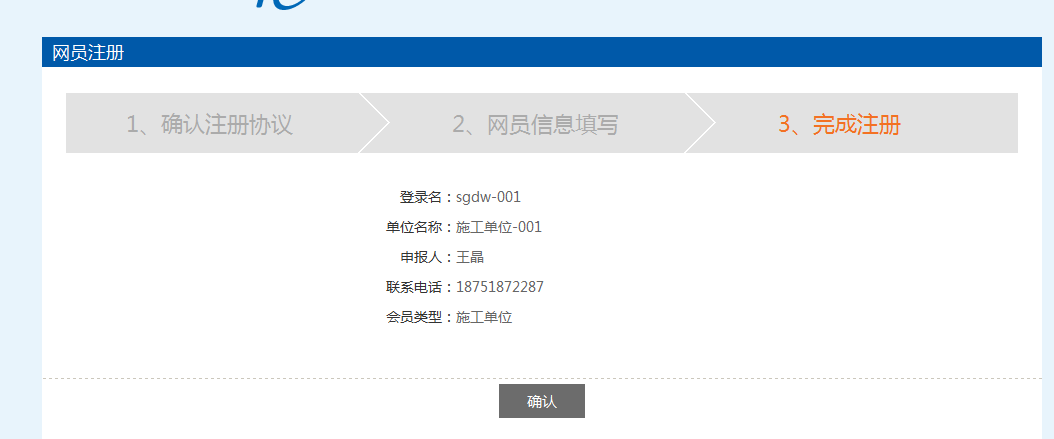 网员注册
1、确认注册协议
2、网员信息填写
3、完成注册
登录名：sgdw-001
单位名称：施工单位-001
申报人：王晶
联系电话：18751872287
会员类型：施工单位
确认